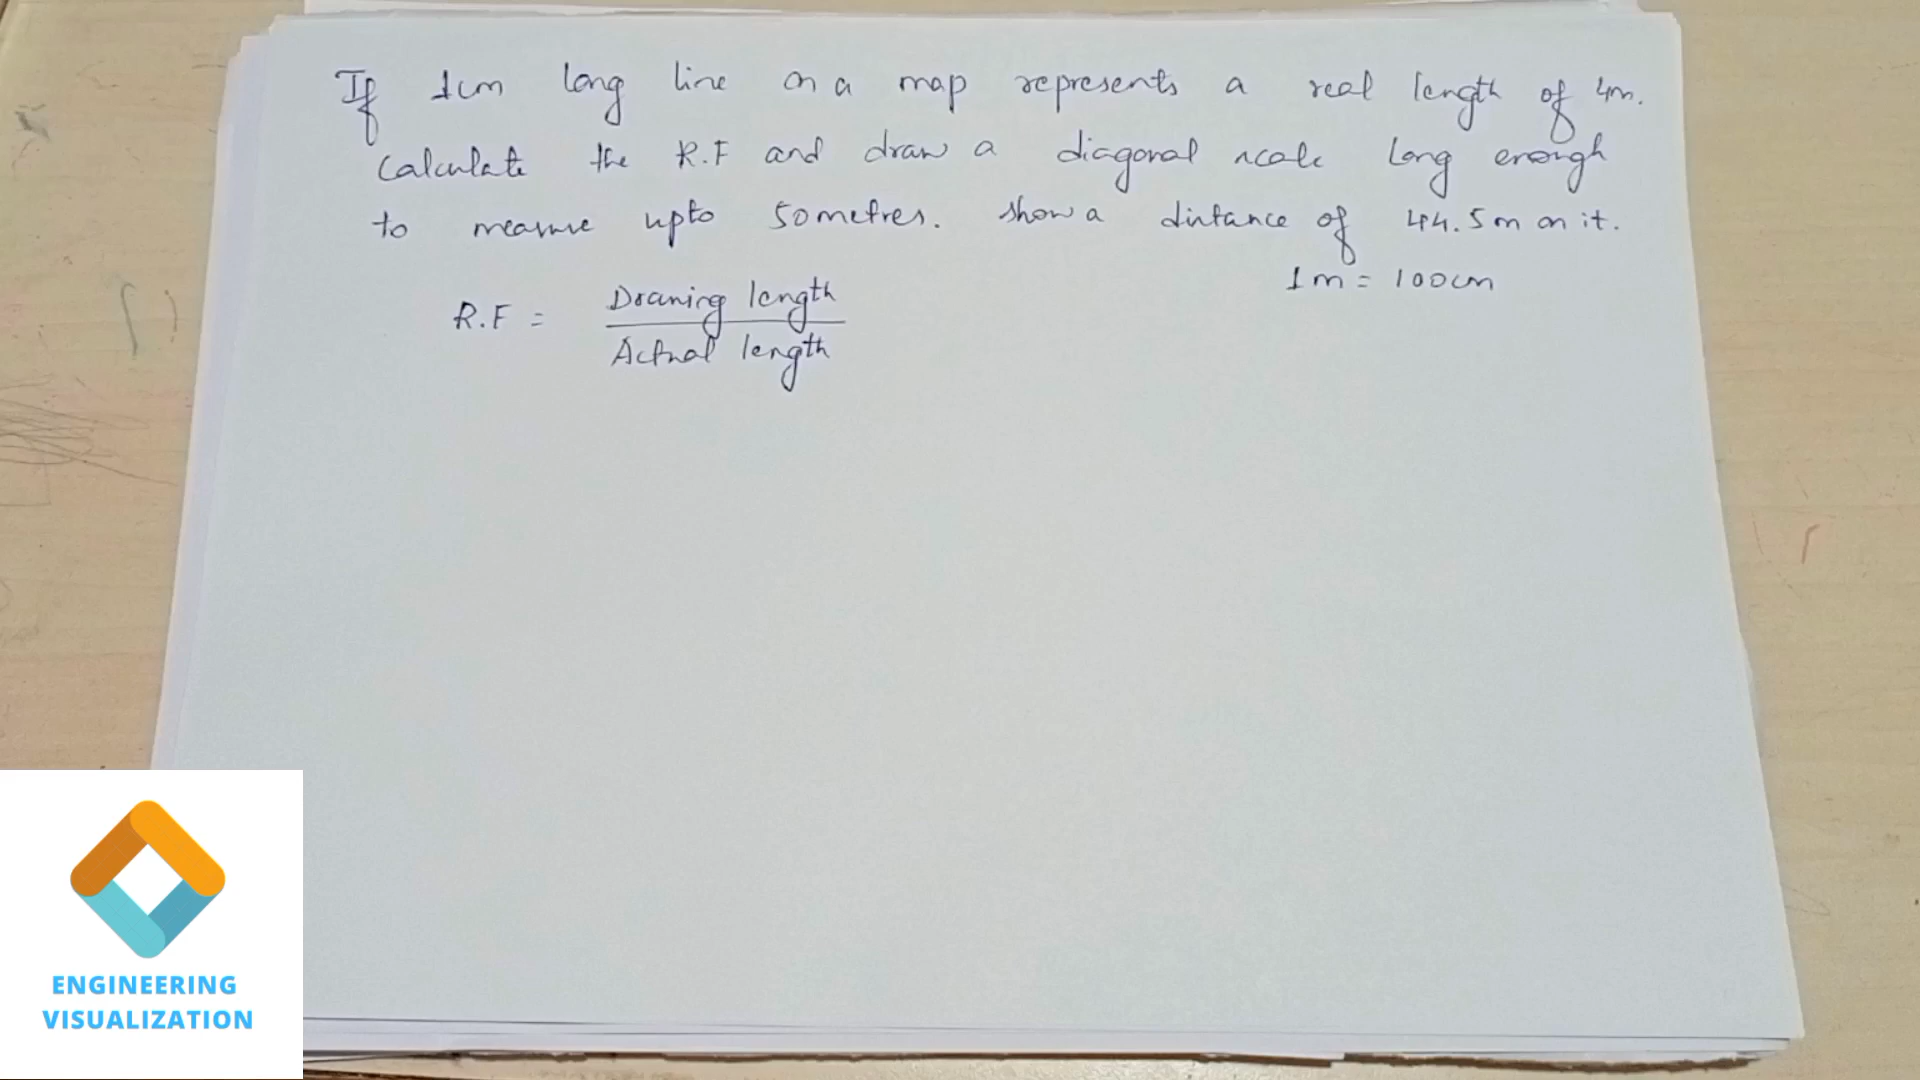 If 1cm long line on a map represents a real length of 4m.
Calculate the R.F and draw a diagonal scale long enough
to measure upto 50metres. show a distance of 44.5m on it.
1m = 100cm
R.F = Drawing length
Actual length
ENGINEERING
VISUALIZATION